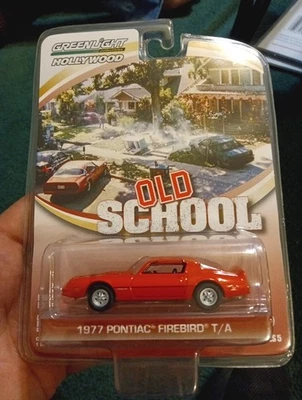 GREENLIGHT
HOLLYWOOD
OLD
SCHOOL
1977 PONTIAC® FIREBIRD® T/A